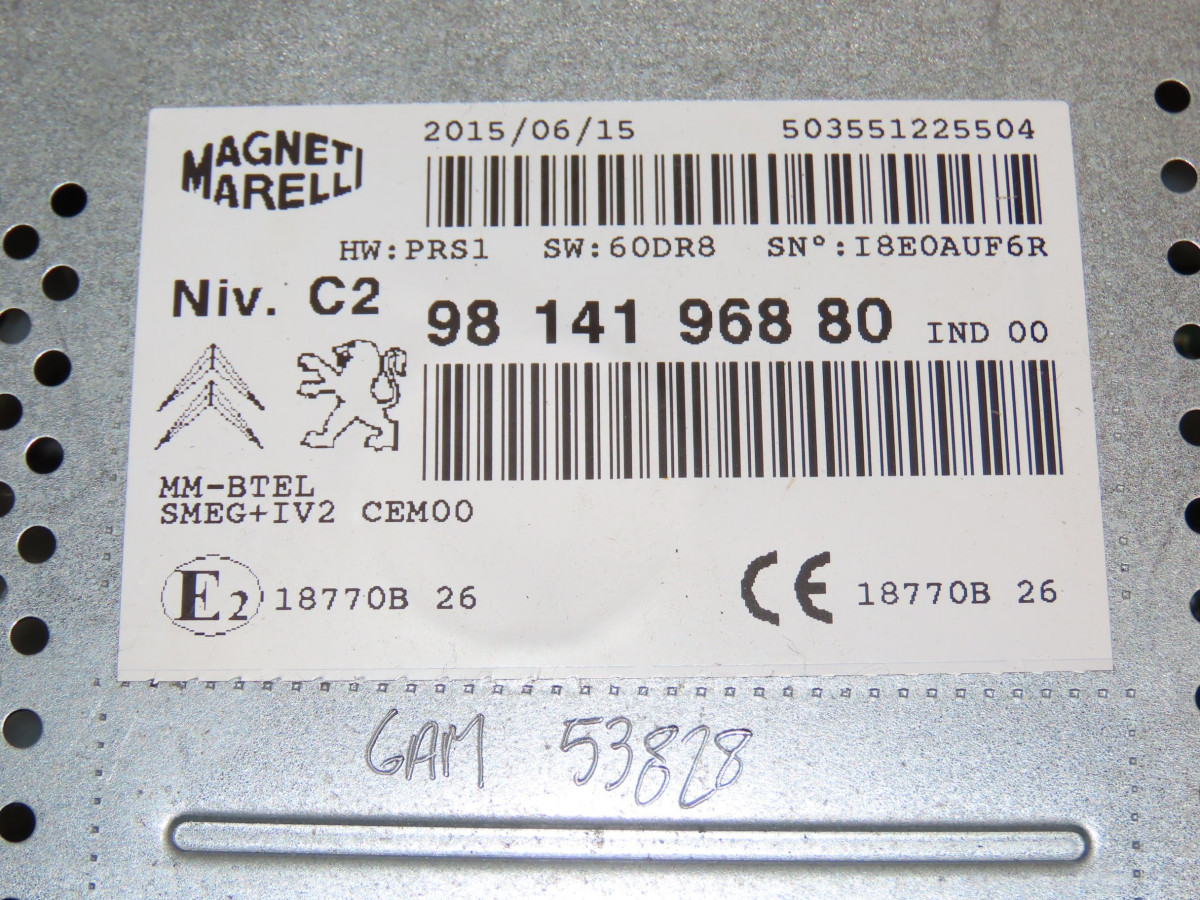 MAGNETI
MARELLI
2015/06/15 503551225504
HW:PRS1 SW:60DR8 SN°:I8E0AUF6R
Niv. C2
98 141 968 80 IND 00
MM-BTEL
SMEG+IV2 CEM00
E2 18770B 26
CE 18770B 26
GAM 53828